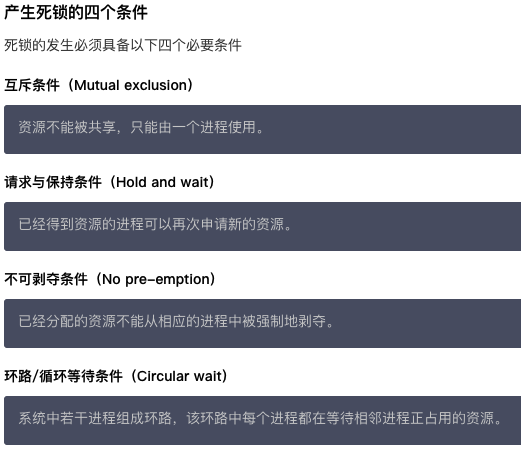 产生死锁的四个条件
死锁的发生必须具备以下四个必要条件
互斥条件（Mutual exclusion）
资源不能被共享，只能由一个进程使用。
请求与保持条件（Hold and wait）
已经得到资源的进程可以再次申请新的资源。
不可剥夺条件（No pre-emption）
已经分配的资源不能从相应的进程中被强制地剥夺。
环路/循环等待条件（Circular wait）
系统中若干进程组成环路，该环路中每个进程都在等待相邻进程正占用的资源。